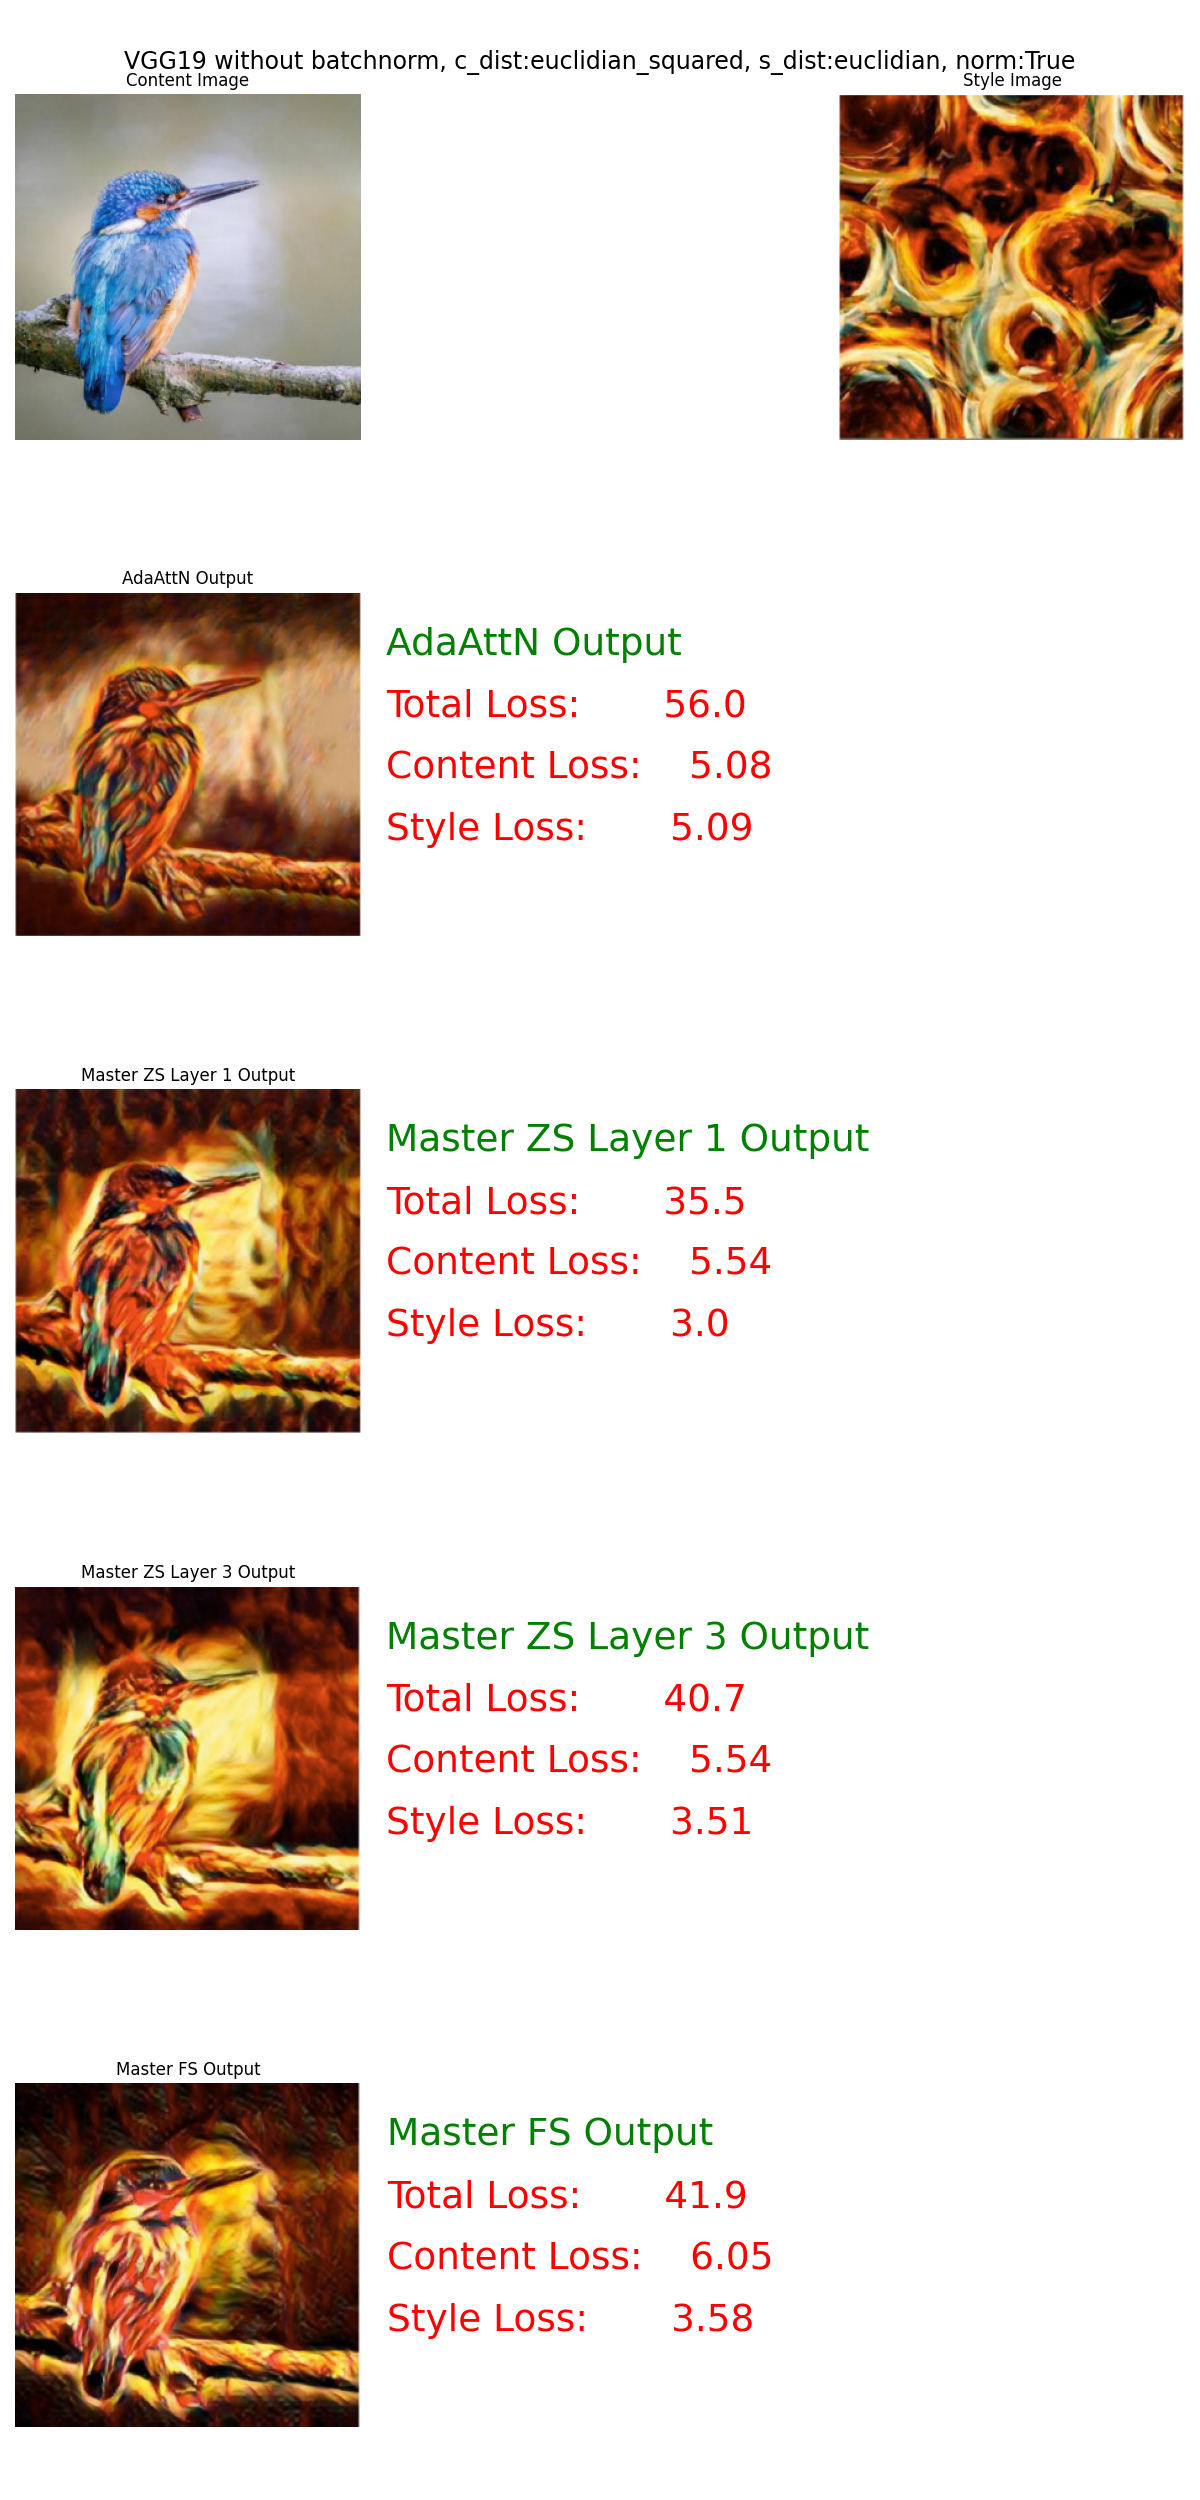 VGG19 without batchnorm, c_dist:euclidian_squared, s_dist:euclidian, norm:True
Content Image
Style Image
AdaAttN Output
AdaAttN Output
Total Loss: 56.0
Content Loss: 5.08
Style Loss: 5.09
Master ZS Layer 1 Output
Master ZS Layer 1 Output
Total Loss: 35.5
Content Loss: 5.54
Style Loss: 3.0
Master ZS Layer 3 Output
Master ZS Layer 3 Output
Total Loss: 40.7
Content Loss: 5.54
Style Loss: 3.51
Master FS Output
Master FS Output
Total Loss: 41.9
Content Loss: 6.05
Style Loss: 3.58